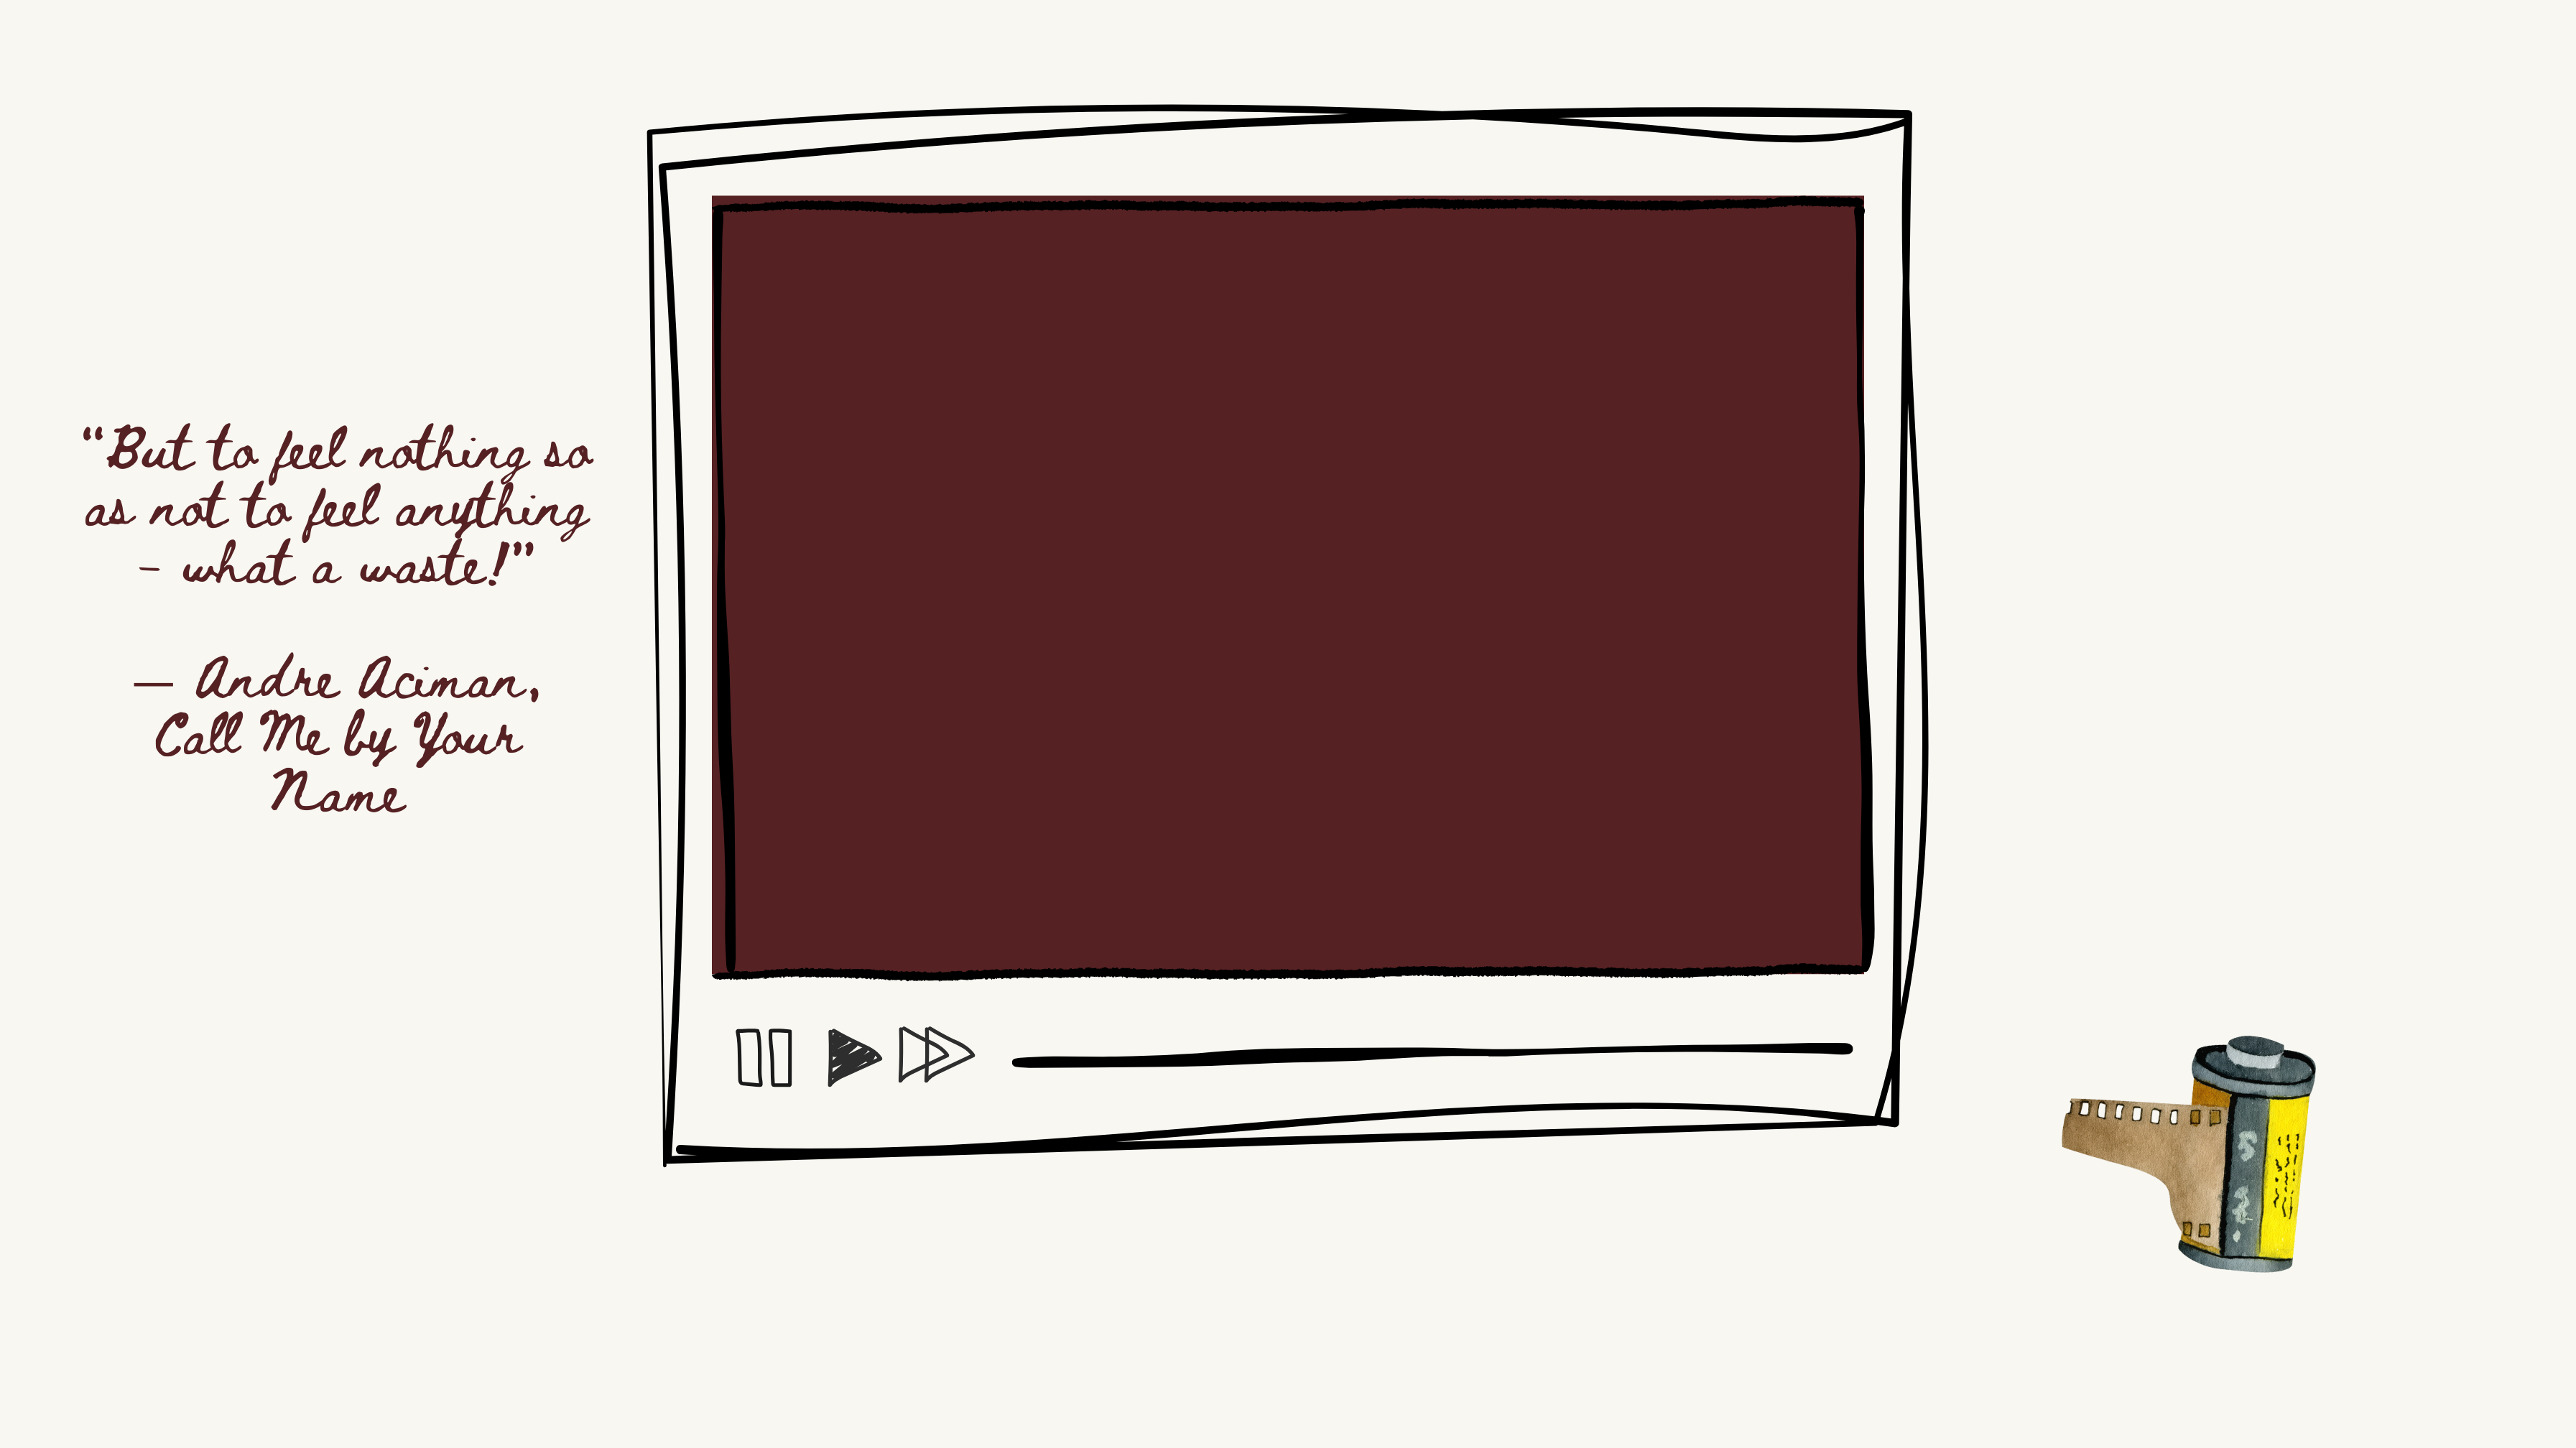 “But to feel nothing so
as not to feel anything
- what a waste!”
— Andre Aciman,
Call Me by Your
Name